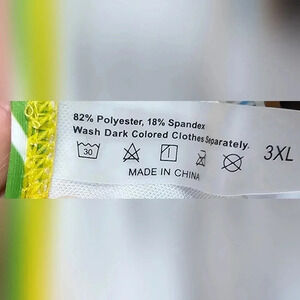 82% Polyester, 18% Spandex
Wash Dark Colored Clothes Separately.
30
3XL
MADE IN CHINA